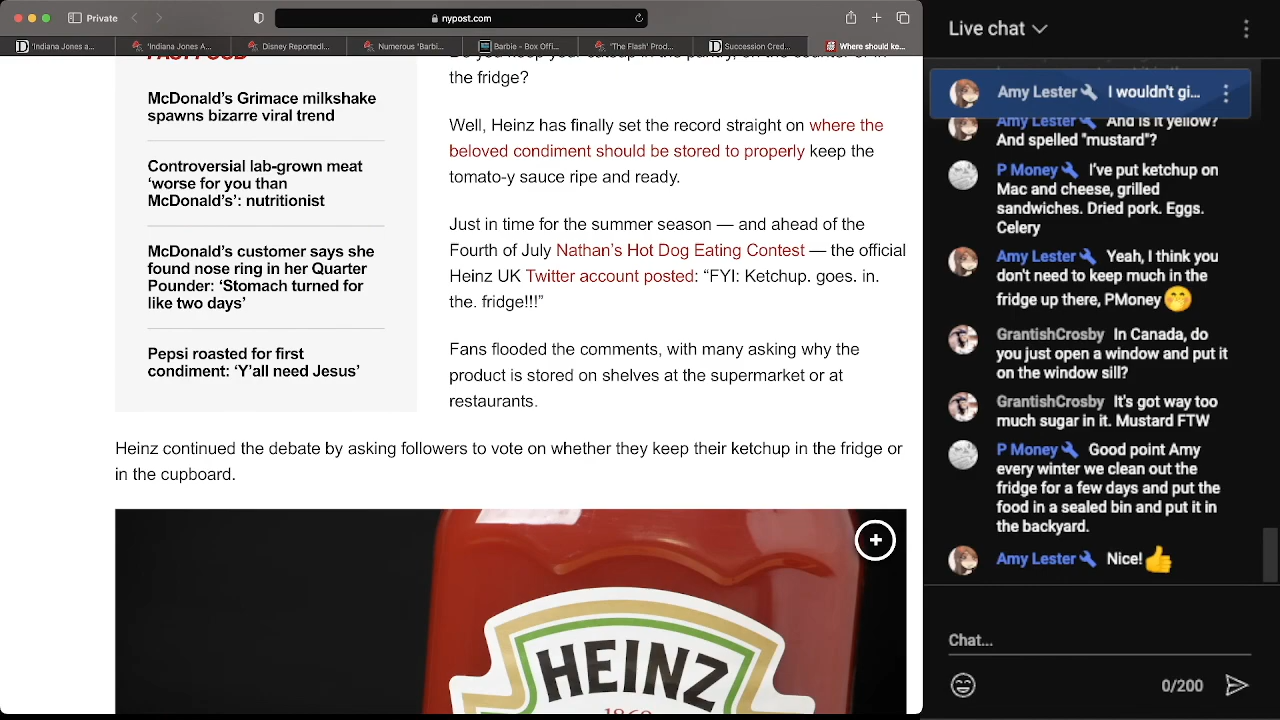 Private
nypost.com
'Indiana Jones a...
'Indiana Jones A...
Disney Reportedl...
Numerous 'Barbi...
Barbie - Box Offi...
'The Flash' Prod...
Succession Cred...
Where should ke...
FAST FOOD
McDonald's Grimace milkshake
spawns bizarre viral trend
Controversial lab-grown meat
‘worse for you than
McDonald’s’: nutritionist
McDonald’s customer says she
found nose ring in her Quarter
Pounder: ‘Stomach turned for
like two days’
Pepsi roasted for first
condiment: ‘Y’all need Jesus’
the fridge?
Well, Heinz has finally set the record straight on where the
beloved condiment should be stored to properly keep the
tomato-y sauce ripe and ready.
Just in time for the summer season — and ahead of the
Fourth of July Nathan’s Hot Dog Eating Contest — the official
Heinz UK Twitter account posted: “FYI: Ketchup. goes. in.
the. fridge!!!”
Fans flooded the comments, with many asking why the
product is stored on shelves at the supermarket or at
restaurants.
Heinz continued the debate by asking followers to vote on whether they keep their ketchup in the fridge or
in the cupboard.
HEINZ
1869
Live chat
Amy Lester I wouldn't gi...
Amy Lester And is it yellow?
And spelled "mustard"?
P Money I've put ketchup on
Mac and cheese, grilled
sandwiches. Dried pork. Eggs.
Celery
Amy Lester Yeah, I think you
don't need to keep much in the
fridge up there, PMoney 🤭
GrantishCrosby In Canada, do
you just open a window and put it
on the window sill?
GrantishCrosby It's got way too
much sugar in it. Mustard FTW
P Money Good point Amy
every winter we clean out the
fridge for a few days and put the
food in a sealed bin and put it in
the backyard.
Amy Lester Nice! 👍
Chat...
0/200